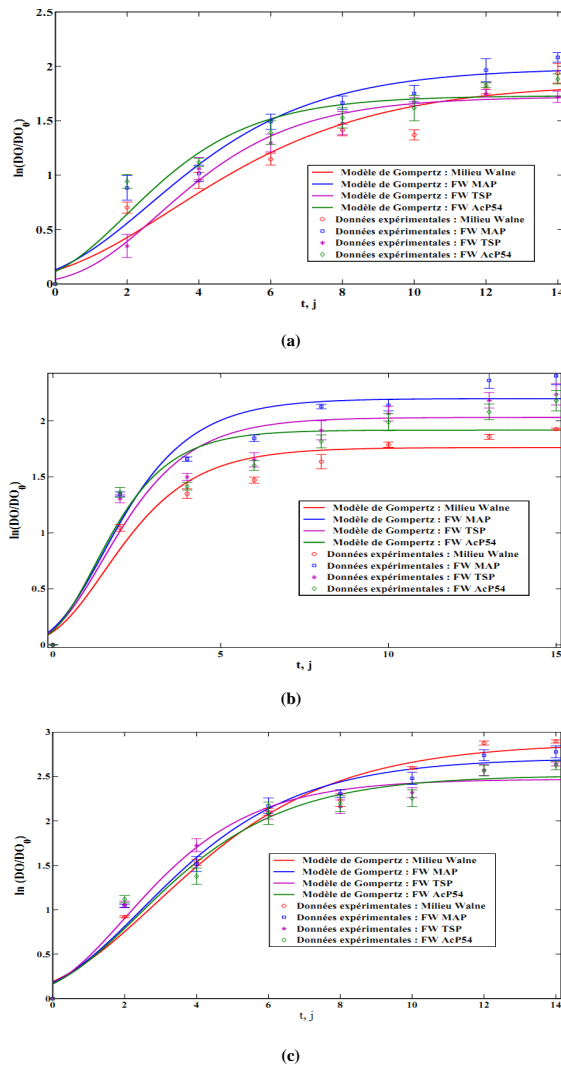 2.5
2
1.5
1
0.5
0
ln(DO/DO0)
Modèle de Gompertz : Milieu Walne
Modèle de Gompertz : FW MAP
Modèle de Gompertz : FW TSP
Modèle de Gompertz : FW AcP54
Données expérimentales : Milieu Walne
Données expérimentales : FW MAP
Données expérimentales : FW TSP
Données expérimentales : FW AcP54
0 2 4 6 8 10 12 14
t, j
(a)
2
1.5
1
0.5
0
ln(DO/DO0)
Modèle de Gompertz : Milieu Walne
Modèle de Gompertz : FW MAP
Modèle de Gompertz : FW TSP
Modèle de Gompertz : FW AcP54
Données expérimentales : Milieu Walne
Données expérimentales : FW MAP
Données expérimentales : FW TSP
Données expérimentales : FW AcP54
0 5 10 15
t, j
(b)
3
2.5
2
1.5
1
0.5
0
ln (DO/DO0)
Modèle de Gompertz : Milieu Walne
Modèle de Gompertz : FW MAP
Modèle de Gompertz : FW TSP
Modèle de Gompertz : FW AcP54
Données expérimentales : Milieu Walne
Données expérimentales : FW MAP
Données expérimentales : FW TSP
Données expérimentales : FW AcP54
0 2 4 6 8 10 12 14
t, j
(c)